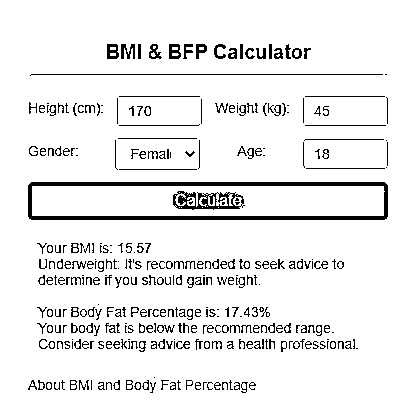 BMI & BFP Calculator
Height (cm): 170 Weight (kg): 45
Gender: Female Age: 18
Calculate
Your BMI is: 15.57
Underweight: It's recommended to seek advice to
determine if you should gain weight.
Your Body Fat Percentage is: 17.43%
Your body fat is below the recommended range.
Consider seeking advice from a health professional.
About BMI and Body Fat Percentage